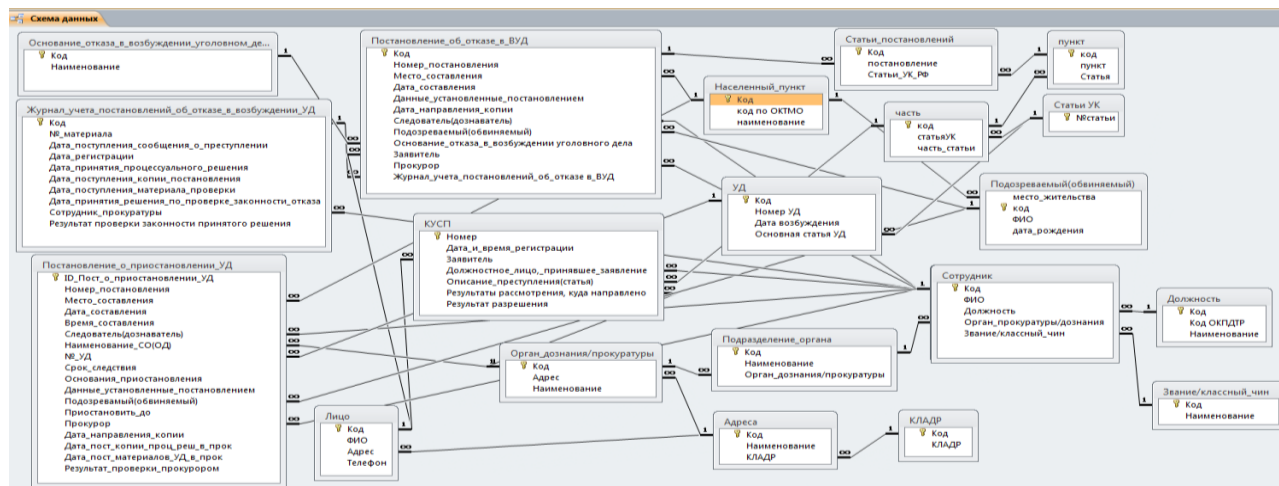 Схема данных
Основание_отказа_в_возбуждении_уголовном_де...
Код
Наименование
Журнал_учета_постановлений_об_отказе_в_возбуждении_УД
Код
№_материала
Дата_поступления_сообщения_о_преступлении
Дата_регистрации
Дата_принятия_процессуального_решения
Дата_поступления_копии_постановления
Дата_поступления_материала_проверки
Дата_принятия_решения_по_проверке_законности_отказа
Сотрудник_прокуратуры
Результат проверки законности принятого решения
Постановление_о_приостановлении_УД
ID_Пост_о_приостановлении_УД
Номер_постановления
Место_составления
Дата_составления
Время_составления
Следователь(дознаватель)
Наименование_СО(ОД)
№_УД
Срок_следствия
Основания_приостановления
Данные_установленные_постановлением
Подозревамый(обвиняемый)
Приостановить_до
Прокурор
Дата_направления_копии
Дата_пост_копии_проц_реш_в_прок
Дата_пост_материалов_УД_в_прок
Результат_проверки_прокурором
Постановление_об_отказе_в_ВУД
Код
Номер_постановления
Место_составления
Дата_составления
Данные_установленные_постановлением
Дата_направления_копии
Следователь(дознаватель)
Подозреваемый(обвиняемый)
Основание_отказа_в_возбуждении уголовного дела
Заявитель
Прокурор
Журнал_учета_постановлений_об_отказе в_ВУД
КУСП
Номер
Дата_и_время_регистрации
Заявитель
Должностное_лицо,_принявшее_заявление
Описание_преступления(статья)
Результаты рассмотрения, куда направлено
Результат разрешения
Лицо
Код
ФИО
Адрес
Телефон
Орган_дознания/прокуратуры
Код
Адрес
Наименование
Населенный_пункт
Код
код по ОКТМО
наименование
УД
Код
Номер УД
Дата возбуждения
Основная статья УД
Подразделение_органа
Код
Наименование
Орган_дознания/прокуратуры
Адреса
Код
Наименование
КЛАДР
КЛАДР
Код
КЛАДР
Статьи_постановлений
Код
постановление
Статьи_УК_РФ
пункт
код
пункт
Статья
часть
код
статьяУК
часть_статьи
Статьи УК
№статьи
Подозреваемый(обвиняемый)
место_жительства
код
ФИО
дата_рождения
Сотрудник
Код
ФИО
Должность
Орган_прокуратуры/дознания
Звание/классный_чин
Должность
Код
Код ОКПДТР
Наименование
Звание/классный_чин
Код
Наименование